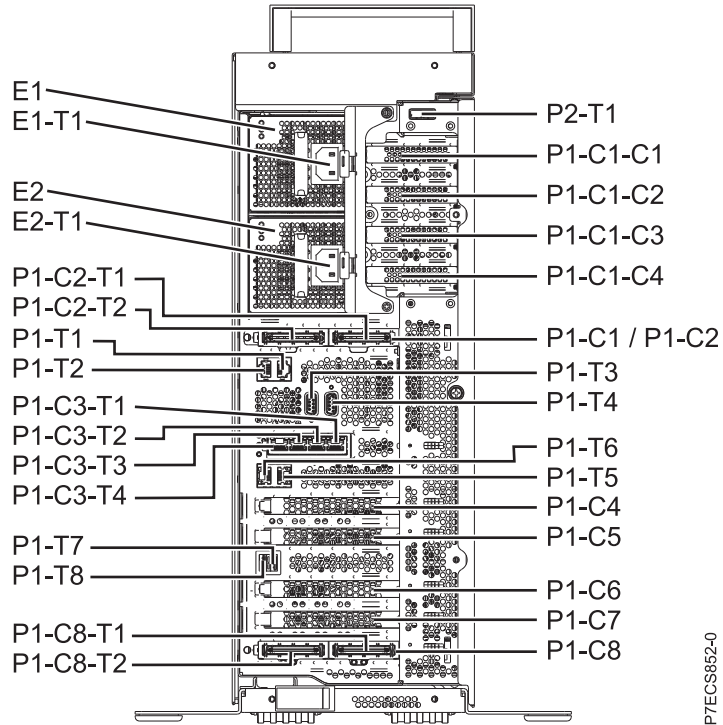 E1
E1-T1
E2
E2-T1
P1-C2-T1
P1-C2-T2
P1-T1
P1-T2
P1-C3-T1
P1-C3-T2
P1-C3-T3
P1-C3-T4
P1-T7
P1-T8
P1-C8-T1
P1-C8-T2
P2-T1
P1-C1-C1
P1-C1-C2
P1-C1-C3
P1-C1-C4
P1-C1 / P1-C2
P1-T3
P1-T4
P1-T6
P1-T5
P1-C4
P1-C5
P1-C6
P1-C7
P1-C8
P7ECS852-0